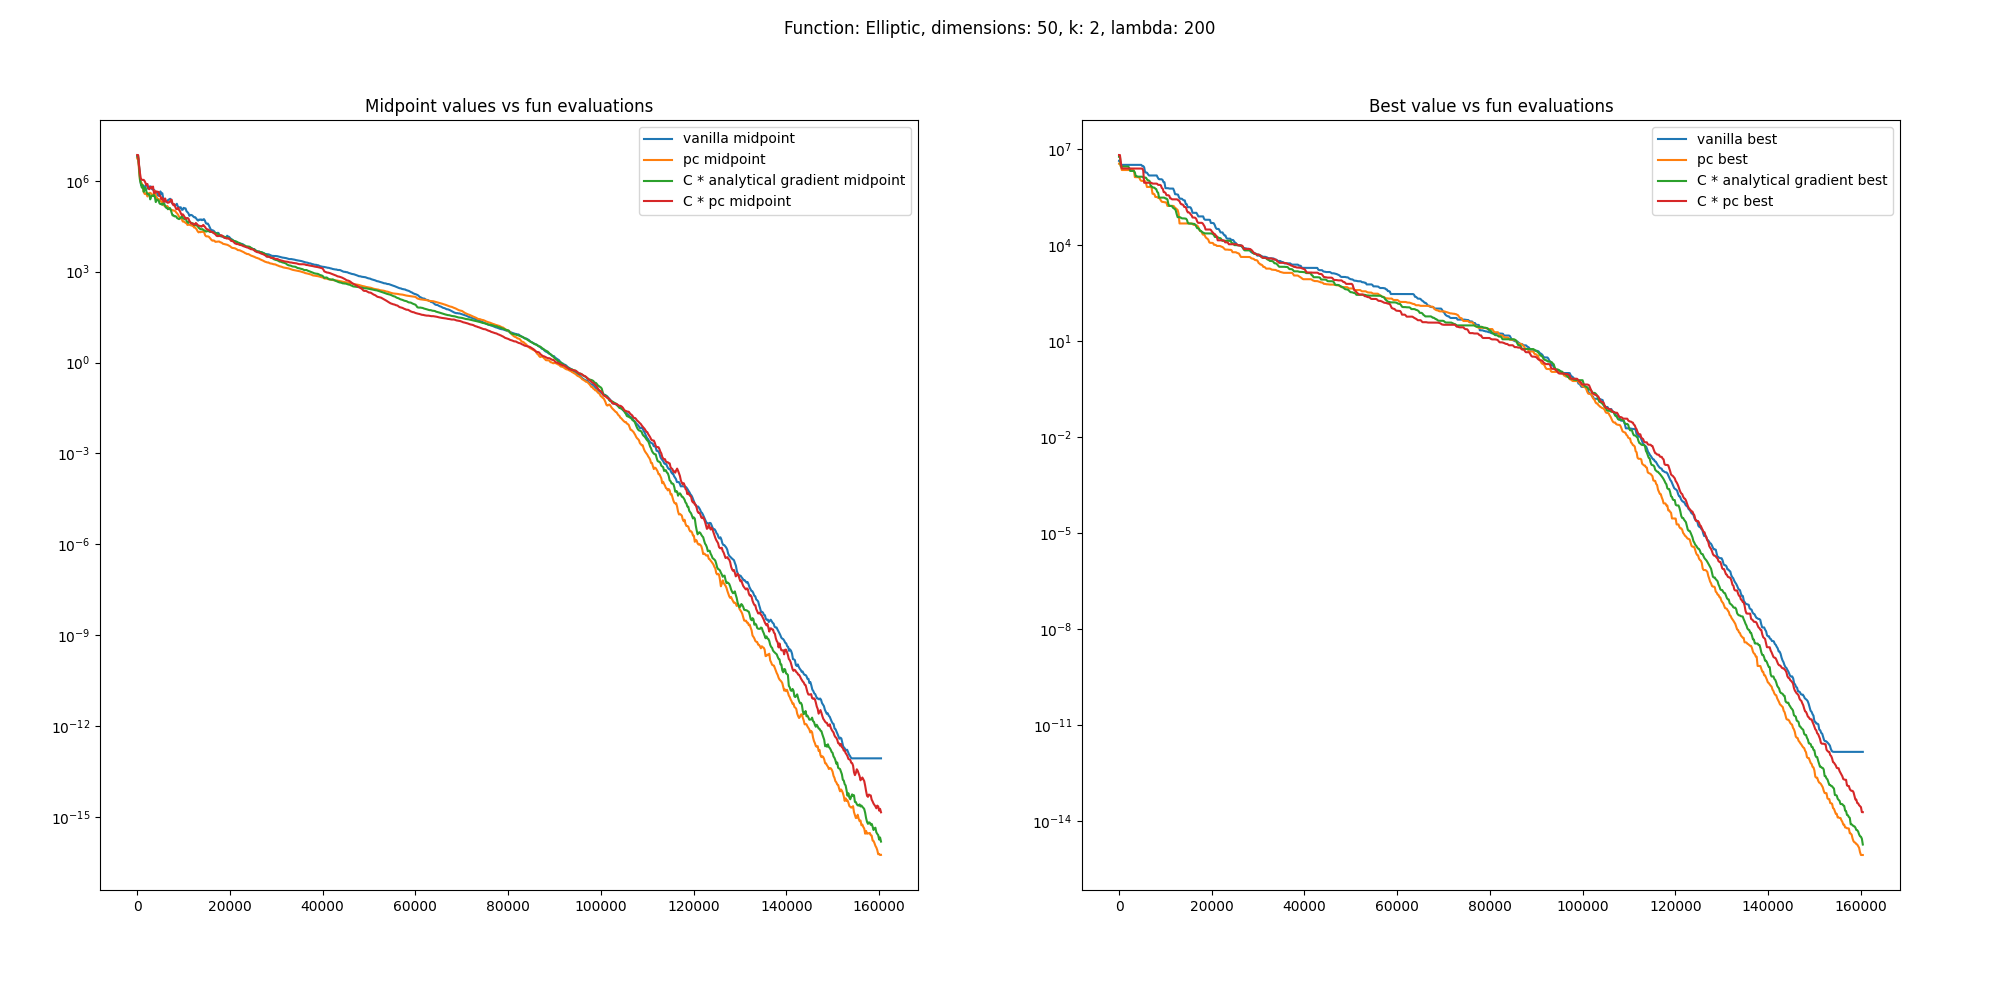 Function: Elliptic, dimensions: 50, k: 2, lambda: 200
Midpoint values vs fun evaluations
vanilla midpoint
pc midpoint
C * analytical gradient midpoint
C * pc midpoint
10^6
10^3
10^0
10^−3
10^−6
10^−9
10^−12
10^−15
0 20000 40000 60000 80000 100000 120000 140000 160000
Best value vs fun evaluations
vanilla best
pc best
C * analytical gradient best
C * pc best
10^7
10^4
10^1
10^−2
10^−5
10^−8
10^−11
10^−14
0 20000 40000 60000 80000 100000 120000 140000 160000